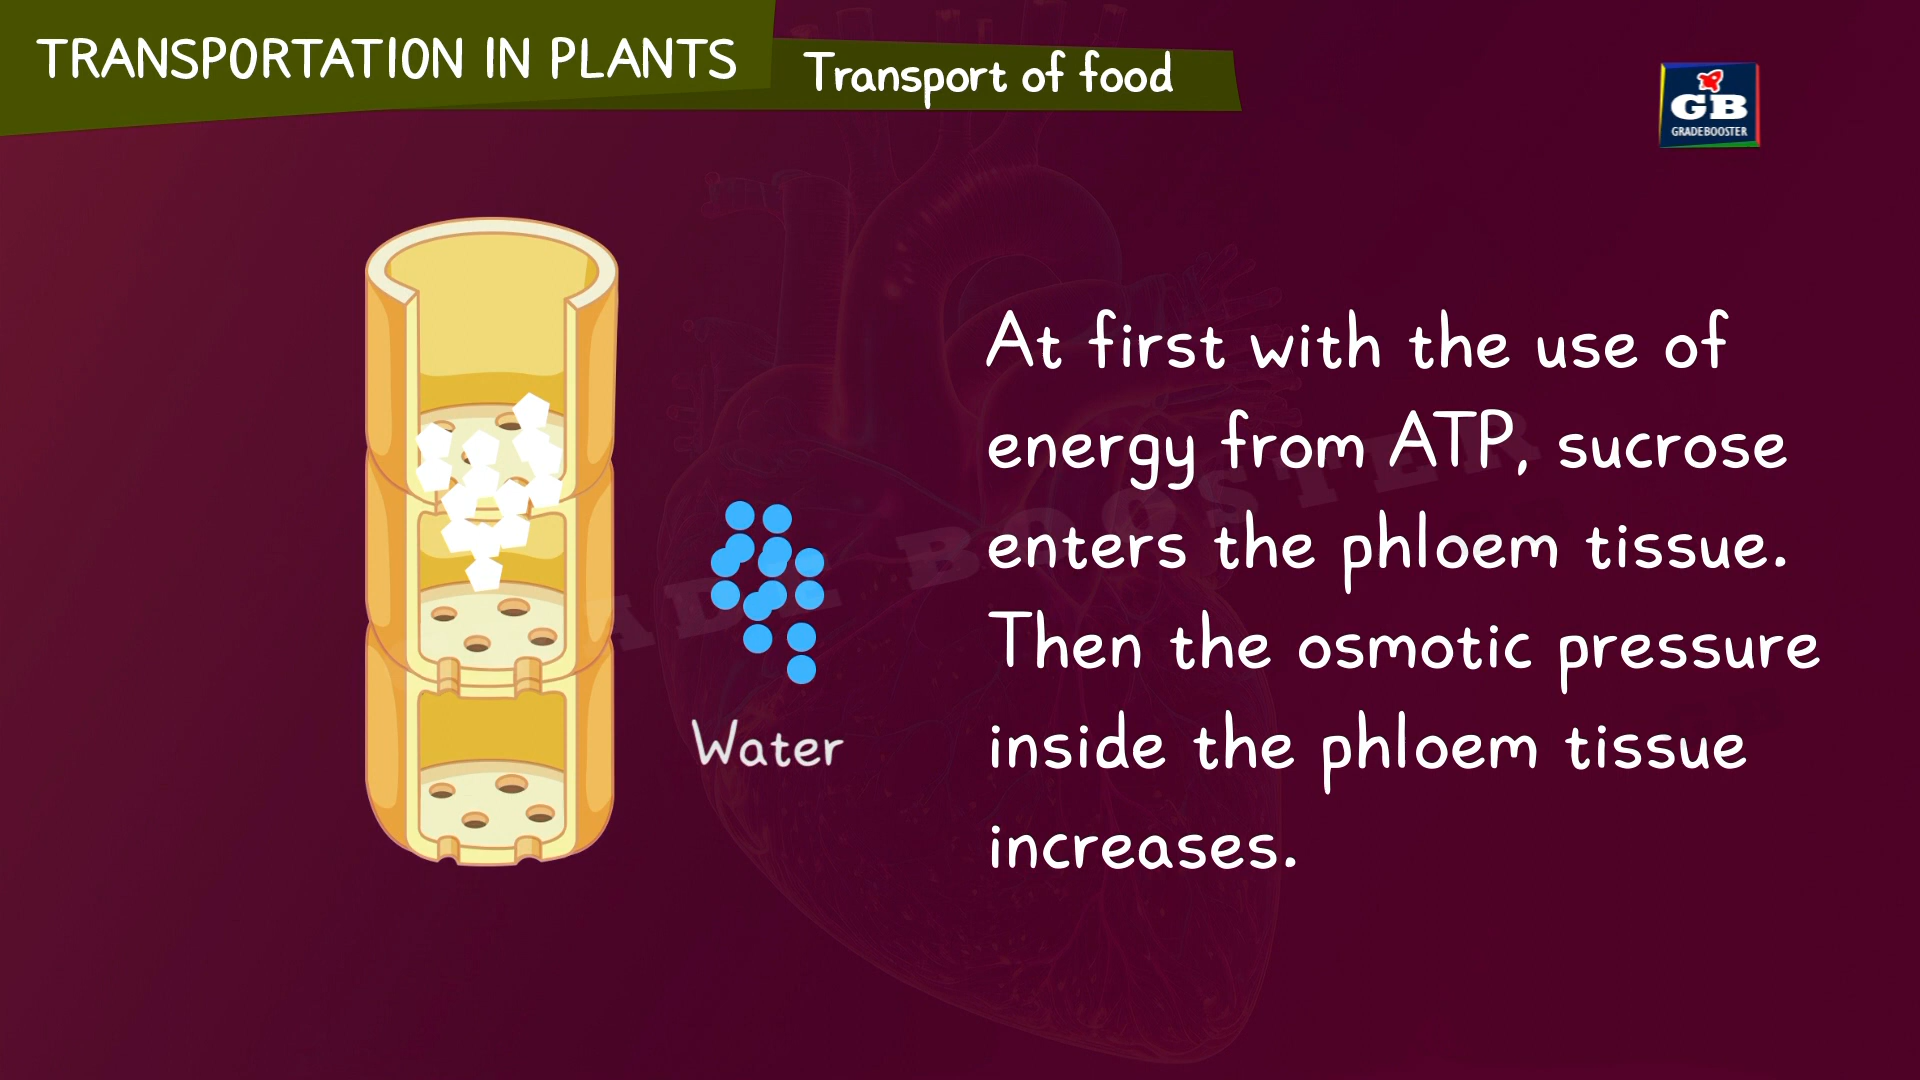 TRANSPORTATION IN PLANTS
Transport of food
GB
GRADEBOOSTER
At first with the use of
energy from ATP, sucrose
enters the phloem tissue.
Then the osmotic pressure
inside the phloem tissue
increases.
Water